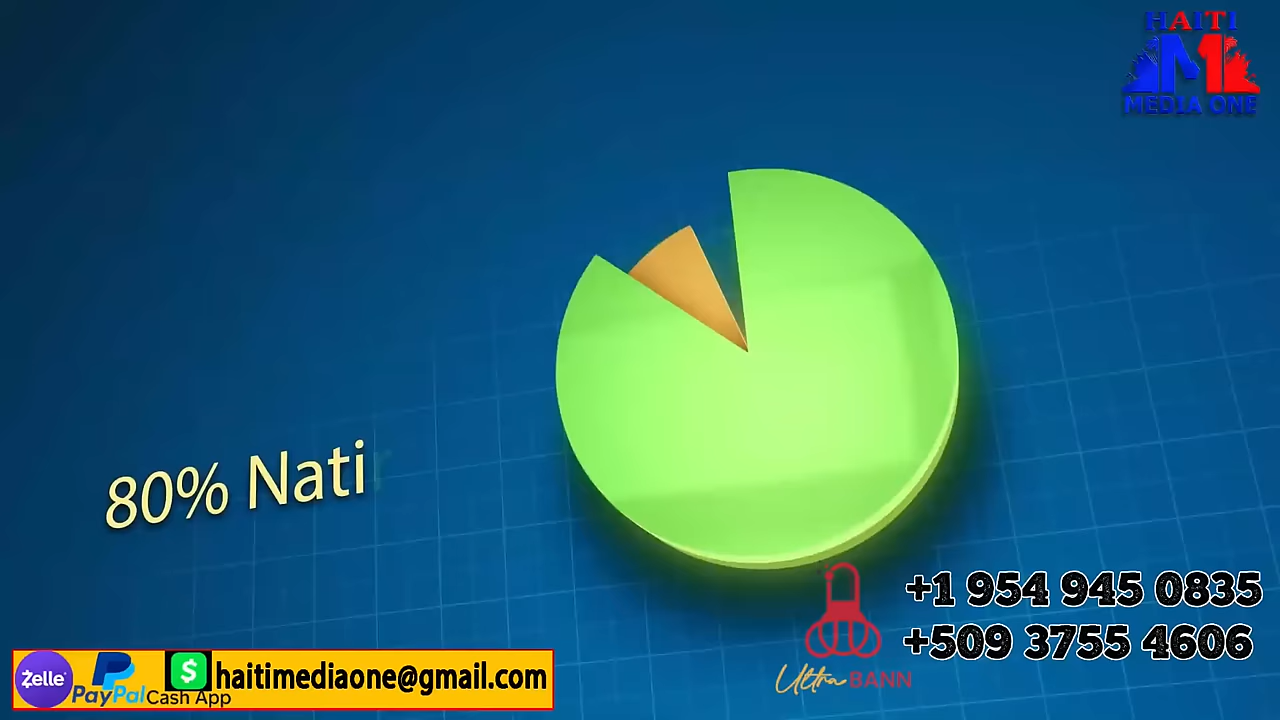 HAITI
M1
MEDIA ONE
80% Nati
+1 954 945 0835
+509 3755 4606
Zelle
PayPal
Cash App
$
haitimediaone@gmail.com
Ultra BANN